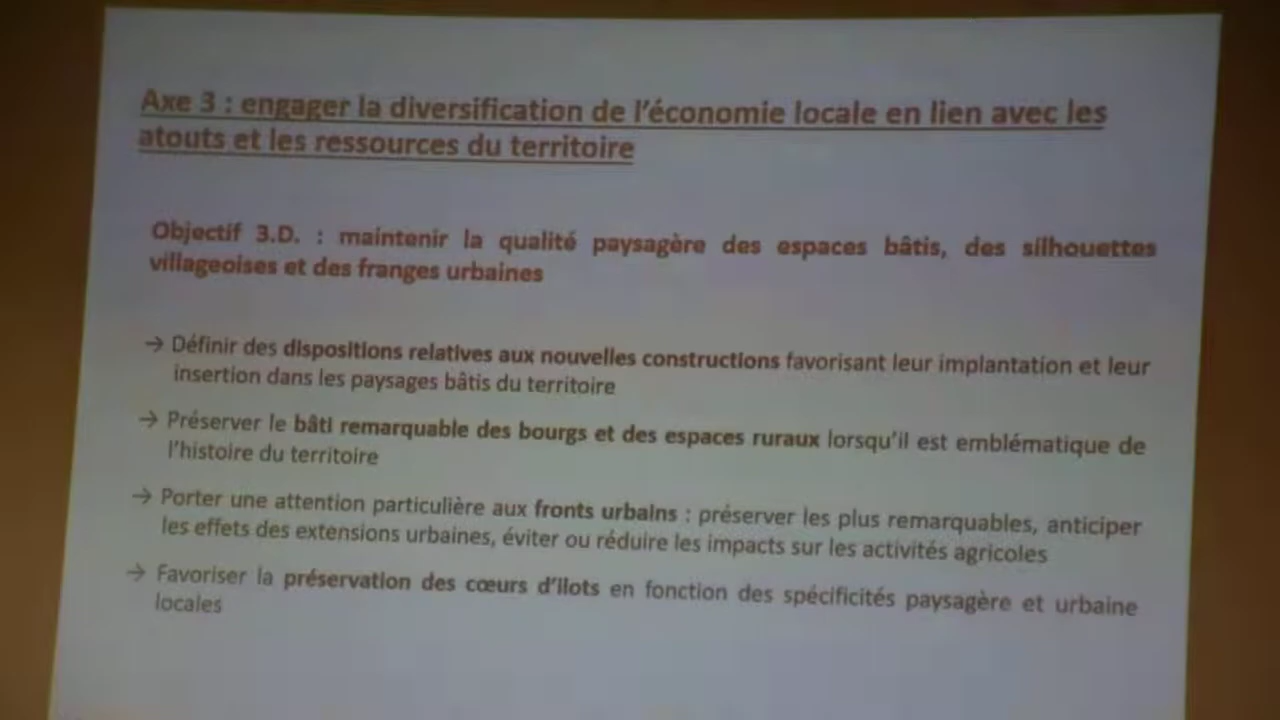 Axe 3 : engager la diversification de l'économie locale en lien avec les
atouts et les ressources du territoire
Objectif 3.D. : maintenir la qualité paysagère des espaces bâtis, des silhouettes
villageoises et des franges urbaines
→ Définir des dispositions relatives aux nouvelles constructions favorisant leur implantation et leur
insertion dans les paysages bâtis du territoire
→ Préserver le bâti remarquable des bourgs et des espaces ruraux lorsqu'il est emblématique de
l'histoire du territoire
→ Porter une attention particulière aux fronts urbains : préserver les plus remarquables, anticiper
les effets des extensions urbaines, éviter ou réduire les impacts sur les activités agricoles
→ Favoriser la préservation des cœurs d'ilots en fonction des spécificités paysagère et urbaine
locales